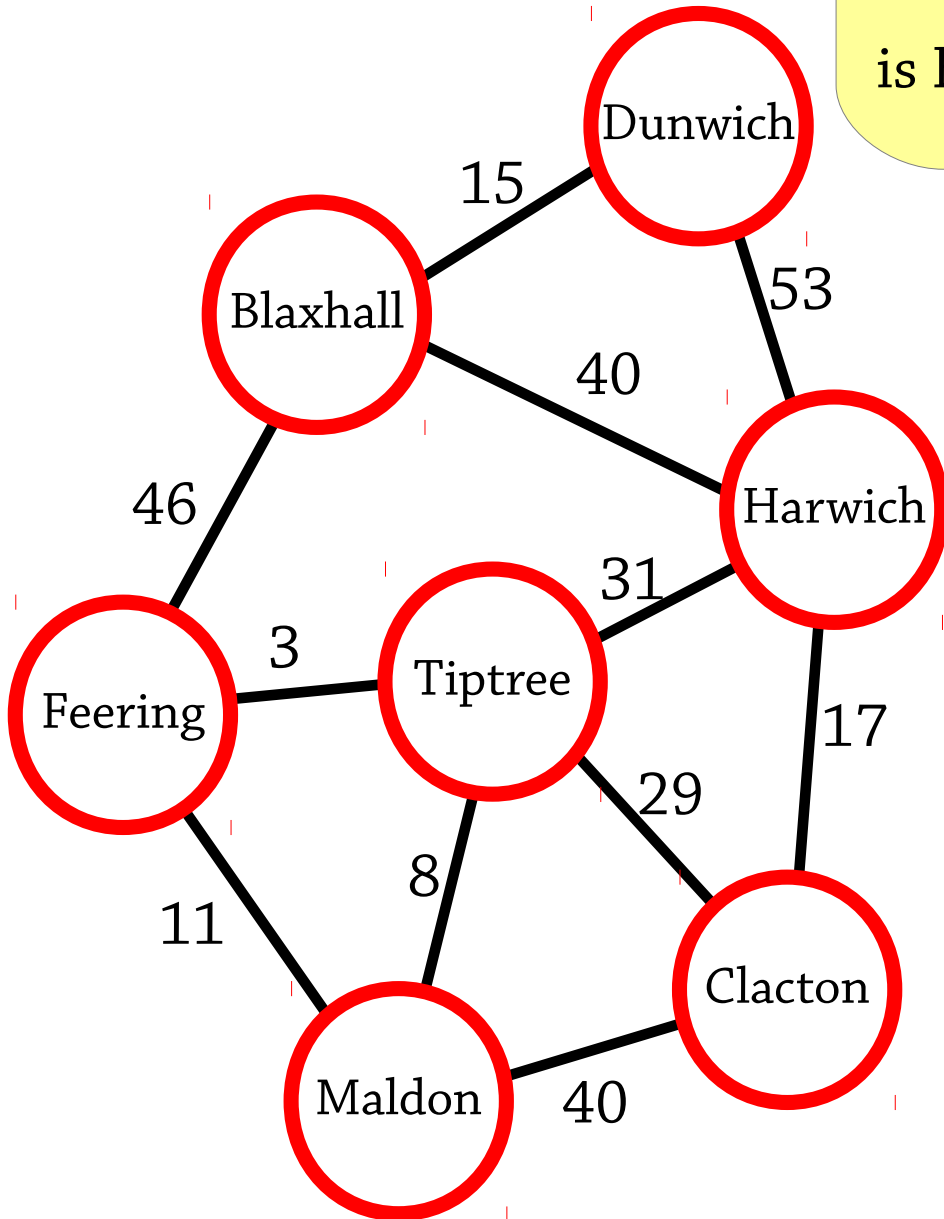 Dunwich
is
15
Blaxhall
53
40
46
Harwich
31
3
Tiptree
Feering
17
29
8
11
Clacton
Maldon
40